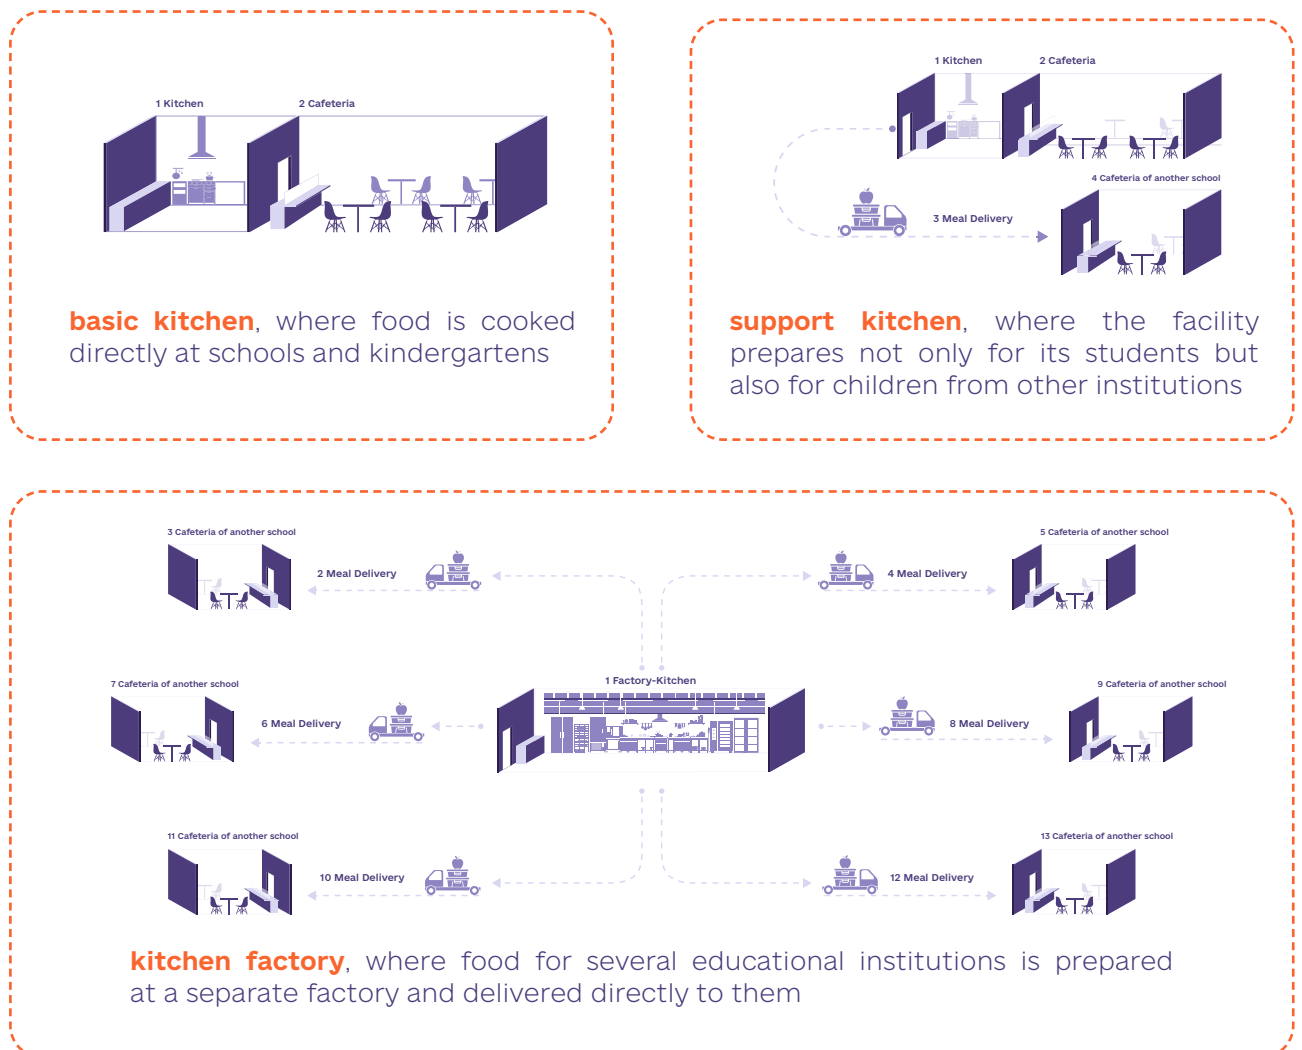 1 Kitchen
2 Cafeteria
basic kitchen, where food is cooked
directly at schools and kindergartens
1 Kitchen
2 Cafeteria
4 Cafeteria of another school
3 Meal Delivery
support kitchen, where the facility
prepares not only for its students but
also for children from other institutions
3 Cafeteria of another school
2 Meal Delivery
4 Meal Delivery
5 Cafeteria of another school
1 Factory-Kitchen
7 Cafeteria of another school
6 Meal Delivery
8 Meal Delivery
9 Cafeteria of another school
11 Cafeteria of another school
10 Meal Delivery
12 Meal Delivery
13 Cafeteria of another school
kitchen factory, where food for several educational institutions is prepared
at a separate factory and delivered directly to them